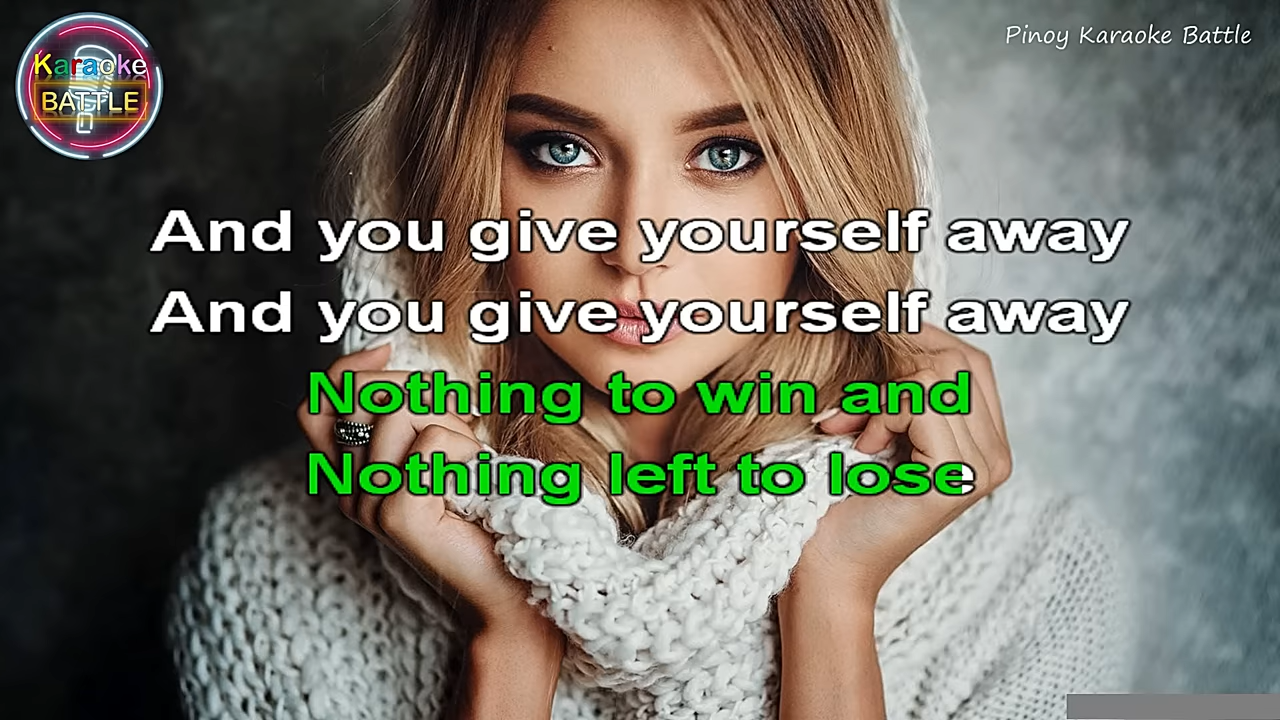 Karaoke
BATTLE
Pinoy Karaoke Battle
And you give yourself away
And you give yourself away
Nothing to win and
Nothing left to lose